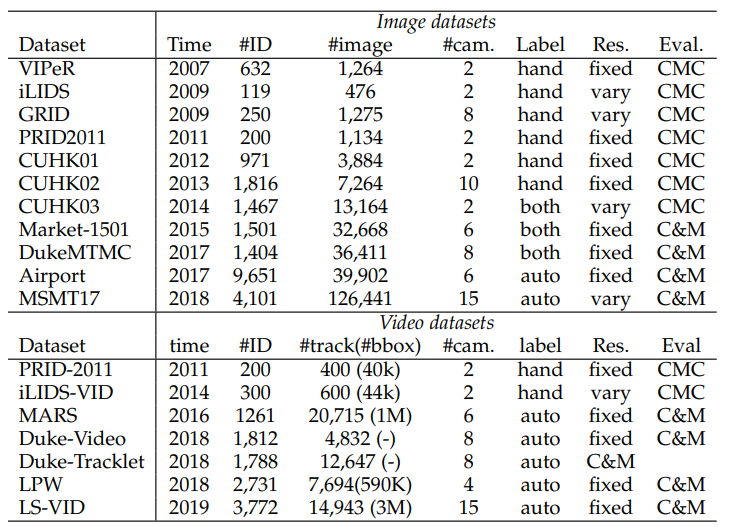 Image datasets
Dataset Time #ID #image #cam. Label Res. Eval.
VIPeR 2007 632 1,264 2 hand fixed CMC
iLIDS 2009 119 476 2 hand vary CMC
GRID 2009 250 1,275 8 hand vary CMC
PRID2011 2011 200 1,134 2 hand fixed CMC
CUHK01 2012 971 3,884 2 hand fixed CMC
CUHK02 2013 1,816 7,264 10 hand fixed CMC
CUHK03 2014 1,467 13,164 2 both vary CMC
Market-1501 2015 1,501 32,668 6 both fixed C&M
DukeMTMC 2017 1,404 36,411 8 both fixed C&M
Airport 2017 9,651 39,902 6 auto fixed C&M
MSMT17 2018 4,101 126,441 15 auto vary C&M
Video datasets
Dataset time #ID #track(#bbox) #cam. label Res. Eval
PRID-2011 2011 200 400 (40k) 2 hand fixed CMC
iLIDS-VID 2014 300 600 (44k) 2 hand vary CMC
MARS 2016 1261 20,715 (1M) 6 auto fixed C&M
Duke-Video 2018 1,812 4,832 (-) 8 auto fixed C&M
Duke-Tracklet 2018 1,788 12,647 (-) 8 auto C&M
LPW 2018 2,731 7,694(590K) 4 auto fixed C&M
LS-VID 2019 3,772 14,943 (3M) 15 auto fixed C&M